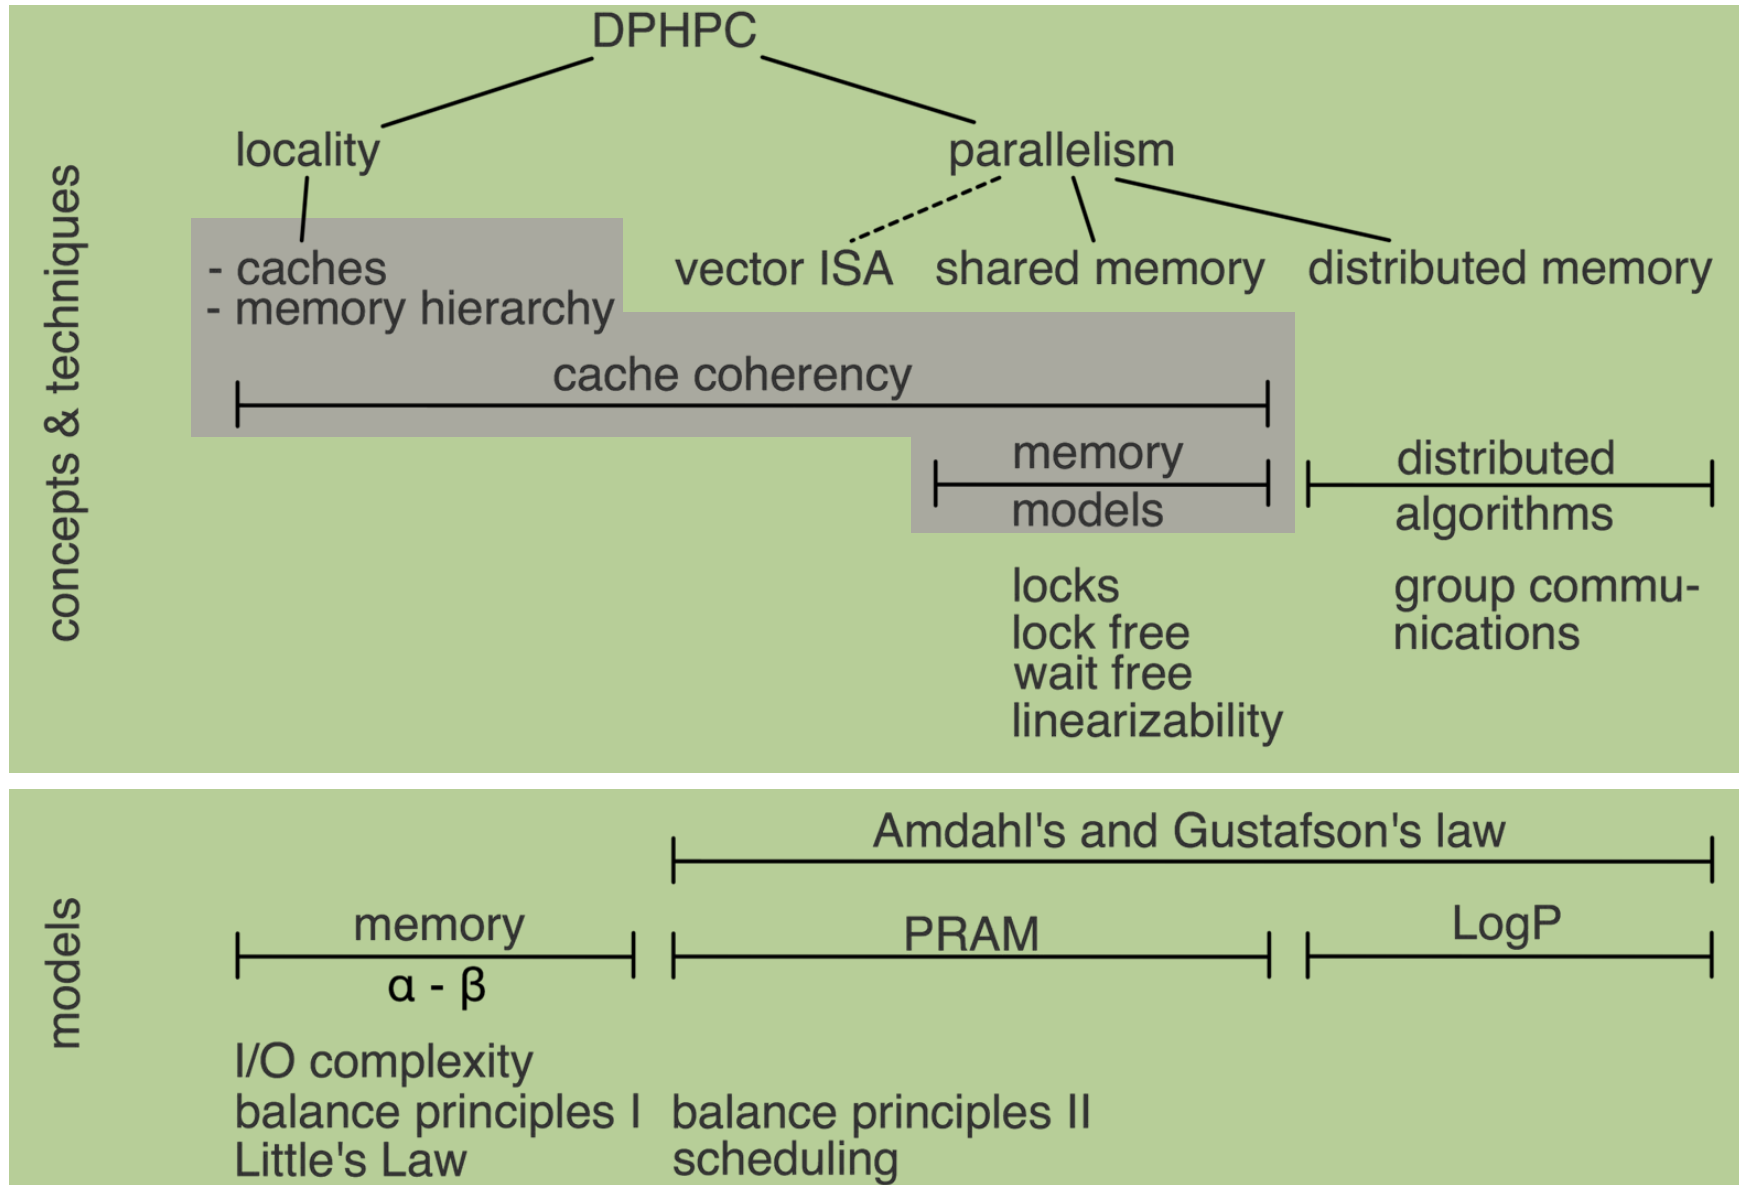 DPHPC
locality
parallelism
concepts & techniques
- caches
- memory hierarchy
vector ISA
shared memory
distributed memory
cache coherency
memory
models
distributed
algorithms
locks
lock free
wait free
linearizability
group commu-
nications
models
Amdahl's and Gustafson's law
memory
α - β
PRAM
LogP
I/O complexity
balance principles I
Little's Law
balance principles II
scheduling